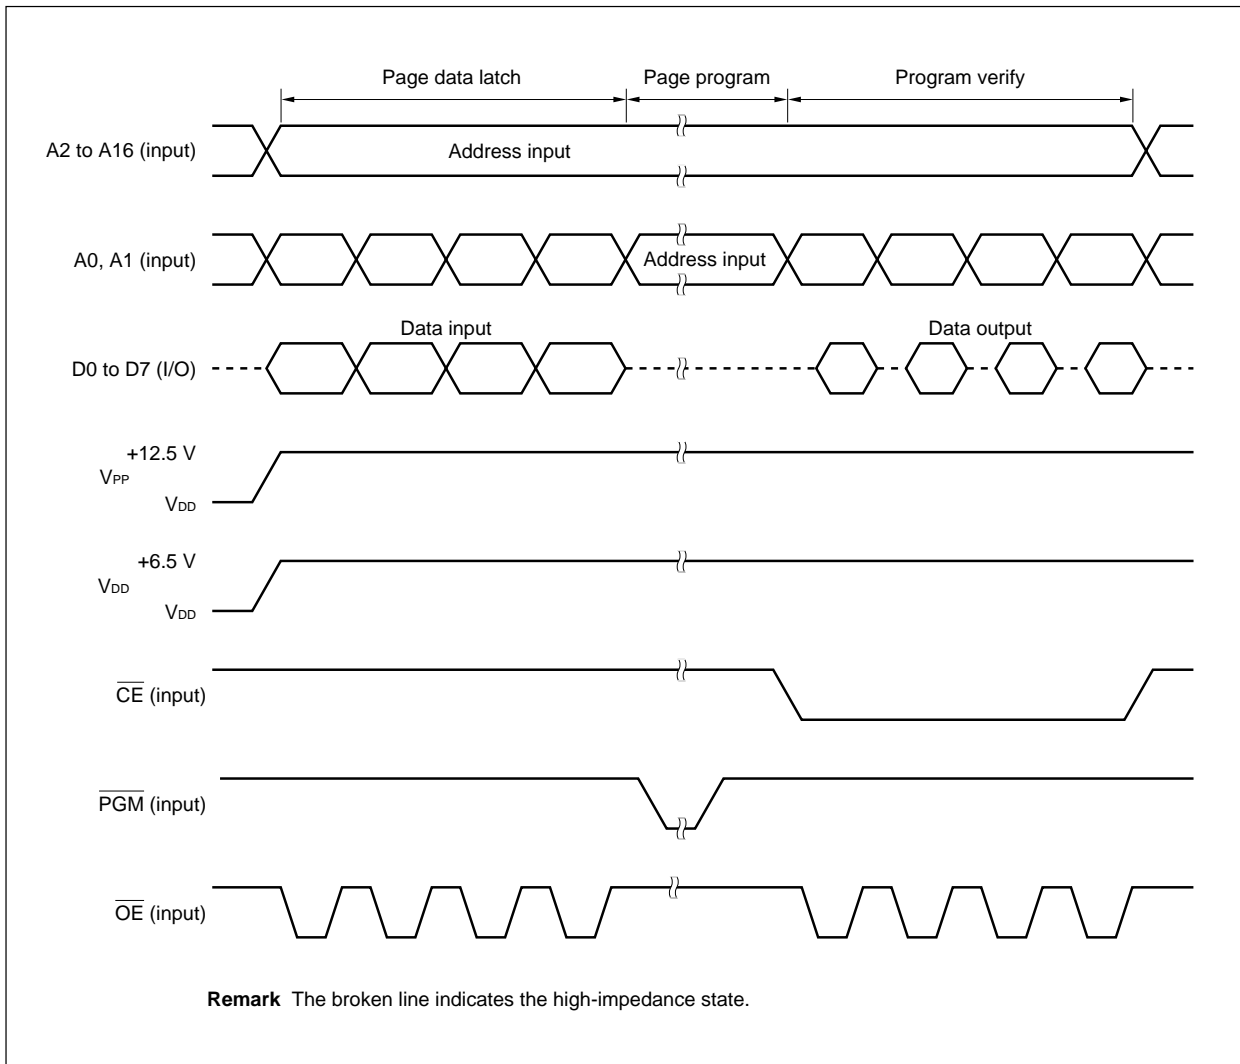 Page data latch
Page program
Program verify
A2 to A16 (input)
Address input
A0, A1 (input)
Address input
Data input
Data output
D0 to D7 (I/O)
+12.5 V
VPP
VDD
+6.5 V
VDD
VDD
CE (input)
PGM (input)
OE (input)
Remark The broken line indicates the high-impedance state.